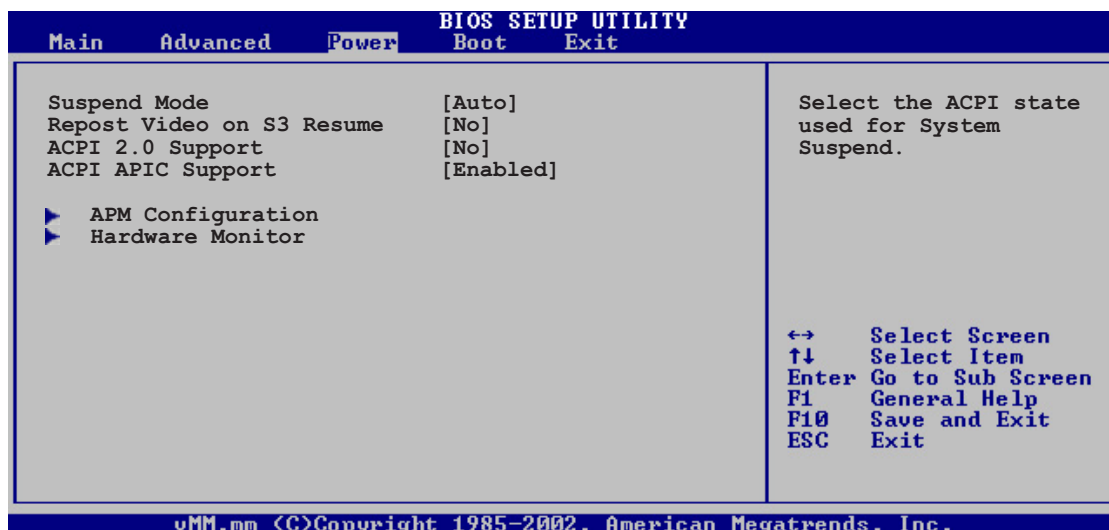 BIOS SETUP UTILITY
Main Advanced Power Boot Exit
Suspend Mode [Auto]
Repost Video on S3 Resume [No]
ACPI 2.0 Support [No]
ACPI APIC Support [Enabled]
APM Configuration
Hardware Monitor
Select the ACPI state
used for System
Suspend.
←→ Select Screen
↑↓ Select Item
Enter Go to Sub Screen
F1 General Help
F10 Save and Exit
ESC Exit
vMM.mm (C)Copyright 1985-2002, American Megatrends, Inc.